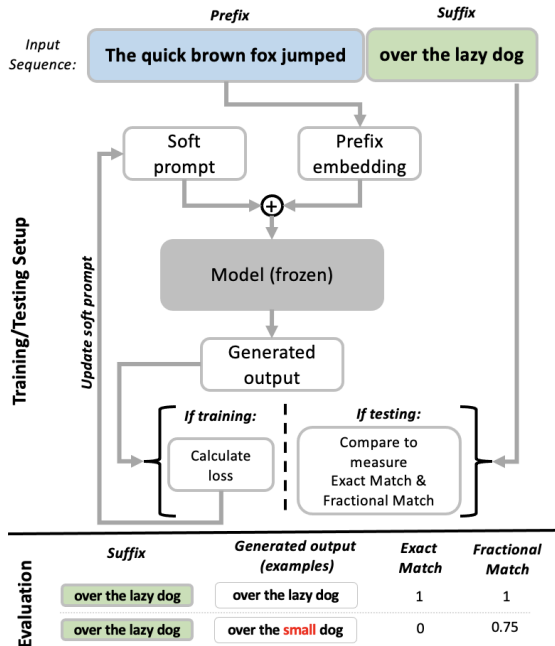 Prefix
Suffix
Input
Sequence:
The quick brown fox jumped
over the lazy dog
Training/Testing Setup
Update soft prompt
Soft
prompt
Prefix
embedding
+
Model (frozen)
Generated
output
If training:
Calculate
loss
If testing:
Compare to
measure
Exact Match &
Fractional Match
Evaluation
Suffix
Generated output
(examples)
Exact
Match
Fractional
Match
over the lazy dog
over the lazy dog
1
1
over the lazy dog
over the small dog
0
0.75